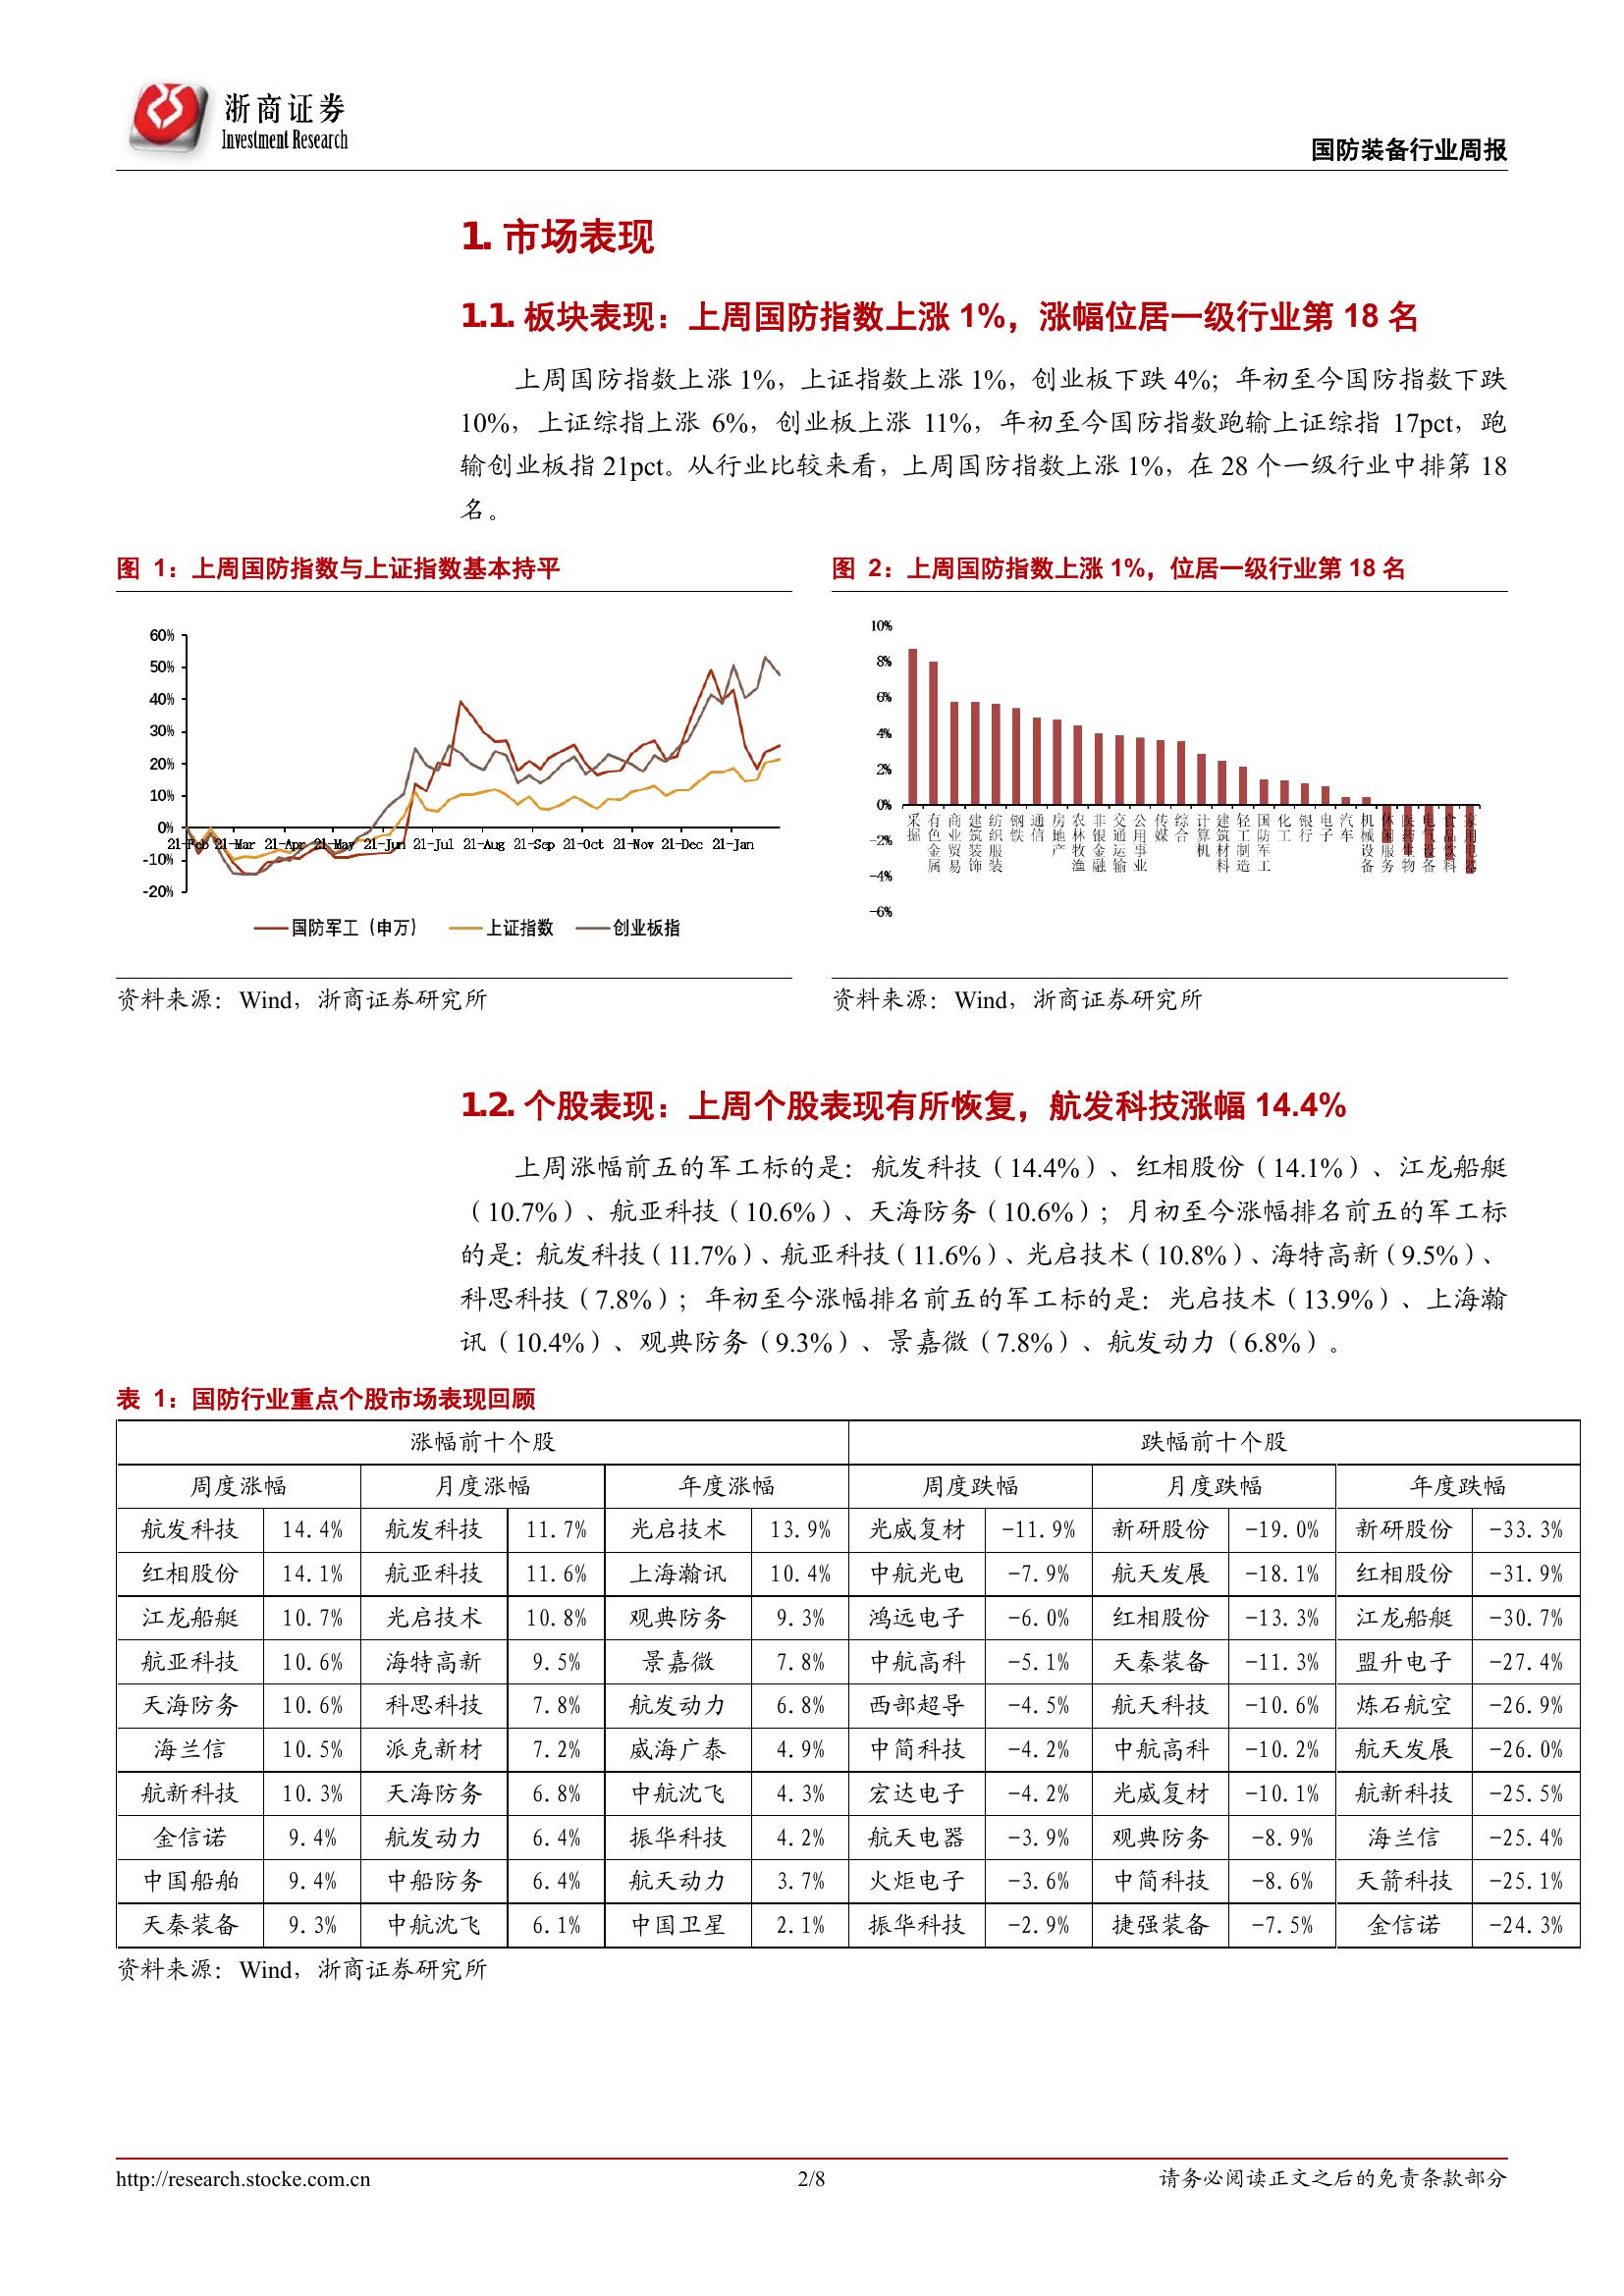 浙商证券
Investment Research
国防装备行业周报
1. 市场表现
1.1. 板块表现：上周国防指数上涨 1%，涨幅位居一级行业第 18 名
上周国防指数上涨 1%，上证指数上涨 1%，创业板下跌 4%；年初至今国防指数下跌
10%，上证综指上涨 6%，创业板上涨 11%，年初至今国防指数跑输上证综指 17pct，跑
输创业板指 21pct。从行业比较来看，上周国防指数上涨 1%，在 28 个一级行业中排第 18
名。
图 1：上周国防指数与上证指数基本持平
60%
50%
40%
30%
20%
10%
0%
-10%
-20%
21-Feb 21-Mar 21-Apr 21-May 21-Jun 21-Jul 21-Aug 21-Sep 21-Oct 21-Nov 21-Dec 21-Jan
国防军工（申万） 上证指数 创业板指
资料来源：Wind，浙商证券研究所
图 2：上周国防指数上涨 1%，位居一级行业第 18 名
10%
8%
6%
4%
2%
0%
-2%
-4%
-6%
采掘
有色金属
商业贸易
建筑装饰
纺织服装
钢铁
通信
房地产
农林牧渔
非银金融
交通运输
公用事业
传媒
综合
计算机
建筑材料
轻工制造
国防军工
化工
银行
电子
汽车
机械设备
休闲服务
医药生物
电气设备
食品饮料
家用电器
资料来源：Wind，浙商证券研究所
1.2. 个股表现：上周个股表现有所恢复，航发科技涨幅 14.4%
上周涨幅前五的军工标的是：航发科技（14.4%）、红相股份（14.1%）、江龙船艇
（10.7%）、航亚科技（10.6%）、天海防务（10.6%）；月初至今涨幅排名前五的军工标
的是：航发科技（11.7%）、航亚科技（11.6%）、光启技术（10.8%）、海特高新（9.5%）、
科思科技（7.8%）；年初至今涨幅排名前五的军工标的是：光启技术（13.9%）、上海瀚
讯（10.4%）、观典防务（9.3%）、景嘉微（7.8%）、航发动力（6.8%）。
表 1：国防行业重点个股市场表现回顾
涨幅前十个股 跌幅前十个股
周度涨幅 月度涨幅 年度涨幅 周度跌幅 月度跌幅 年度跌幅
航发科技 14.4% 航发科技 11.7% 光启技术 13.9% 光威复材 -11.9% 新研股份 -19.0% 新研股份 -33.3%
红相股份 14.1% 航亚科技 11.6% 上海瀚讯 10.4% 中航光电 -7.9% 航天发展 -18.1% 红相股份 -31.9%
江龙船艇 10.7% 光启技术 10.8% 观典防务 9.3% 鸿远电子 -6.0% 红相股份 -13.3% 江龙船艇 -30.7%
航亚科技 10.6% 海特高新 9.5% 景嘉微 7.8% 中航高科 -5.1% 天秦装备 -11.3% 盟升电子 -27.4%
天海防务 10.6% 科思科技 7.8% 航发动力 6.8% 西部超导 -4.5% 航天科技 -10.6% 炼石航空 -26.9%
海兰信 10.5% 派克新材 7.2% 威海广泰 4.9% 中简科技 -4.2% 中航高科 -10.2% 航天发展 -26.0%
航新科技 10.3% 天海防务 6.8% 中航沈飞 4.3% 宏达电子 -4.2% 光威复材 -10.1% 航新科技 -25.5%
金信诺 9.4% 航发动力 6.4% 振华科技 4.2% 航天电器 -3.9% 观典防务 -8.9% 海兰信 -25.4%
中国船舶 9.4% 中船防务 6.4% 航天动力 3.7% 火炬电子 -3.6% 中简科技 -8.6% 天箭科技 -25.1%
天秦装备 9.3% 中航沈飞 6.1% 中国卫星 2.1% 振华科技 -2.9% 捷强装备 -7.5% 金信诺 -24.3%
资料来源：Wind，浙商证券研究所
http://research.stocke.com.cn 2/8 请务必阅读正文之后的免责条款部分